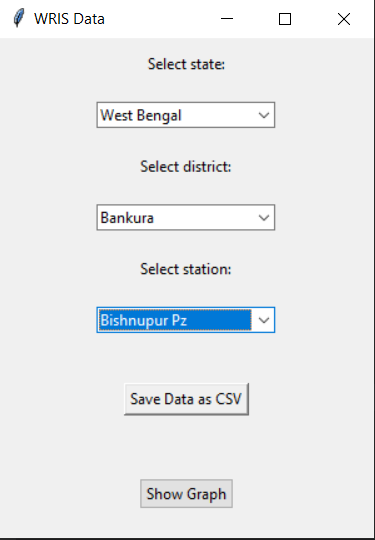 WRIS Data
Select state:
West Bengal
Select district:
Bankura
Select station:
Bishnupur Pz
Save Data as CSV
Show Graph